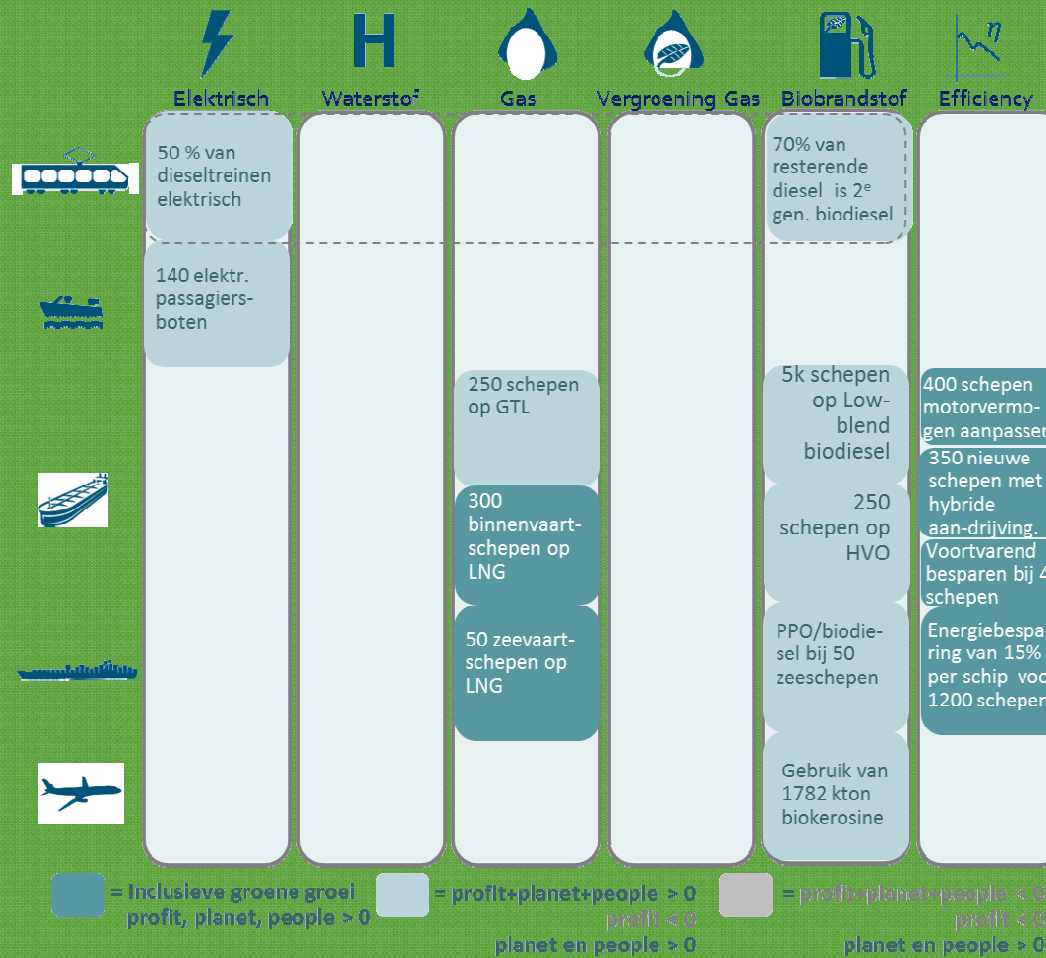 H
η
Elektrisch
Waterstof
Gas
Vergroening Gas
Biobrandstof
Efficiency
50 % van
dieseltreinen
elektrisch
70% van
resterende
diesel is 2e
gen. biodiesel
140 elektr.
passagiers-
boten
250 schepen
op GTL
5k schepen
op Low-
blend
biodiesel
400 schepen
motorvermo-
gen aanpassen
300
binnenvaart-
schepen op
LNG
250
schepen op
HVO
350 nieuwe
schepen met
hybride
aan-drijving.
Voortvarend
besparen bij 4
schepen
50 zeevaart-
schepen op
LNG
PPO/biodie-
sel bij 50
zeeschepen
Energiebespa-
ring van 15%
per schip voo
1200 schepen
Gebruik van
1782 kton
biokerosine
= Inclusieve groene groei
profit, planet, people > 0
= profit+planet+people > 0
profit < 0
planet en people > 0
= profit+planet+people < 0
profit < 0
planet en people > 0